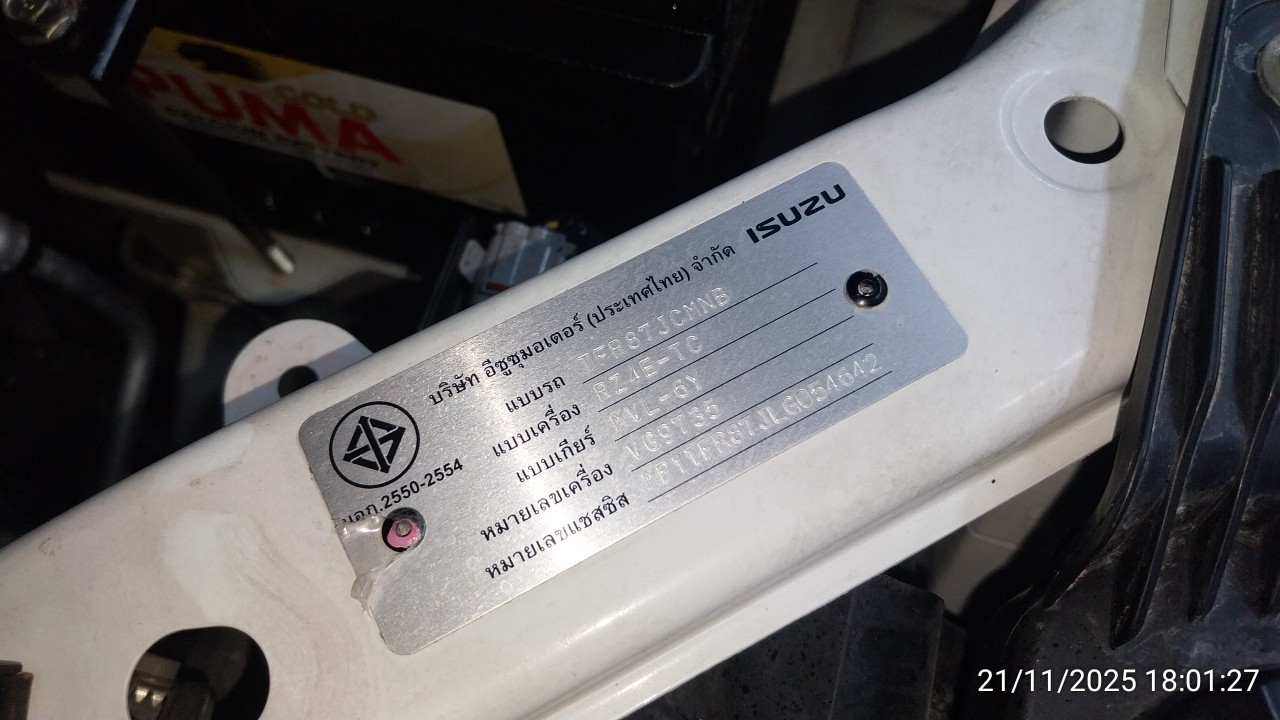 GOLD
PUMA
ISUZU
บริษัท อีซูซุมอเตอร์ (ประเทศไทย) จำกัด
แบบรถ TFR87JCMNB
แบบเครื่อง RZ4E-TC
แบบเกียร์ MVL-6Y
หมายเลขเครื่อง VG9735
หมายเลขแชสซิส MP1TFR87JLG054642
มอก.2550-2554
21/11/2025 18:01:27